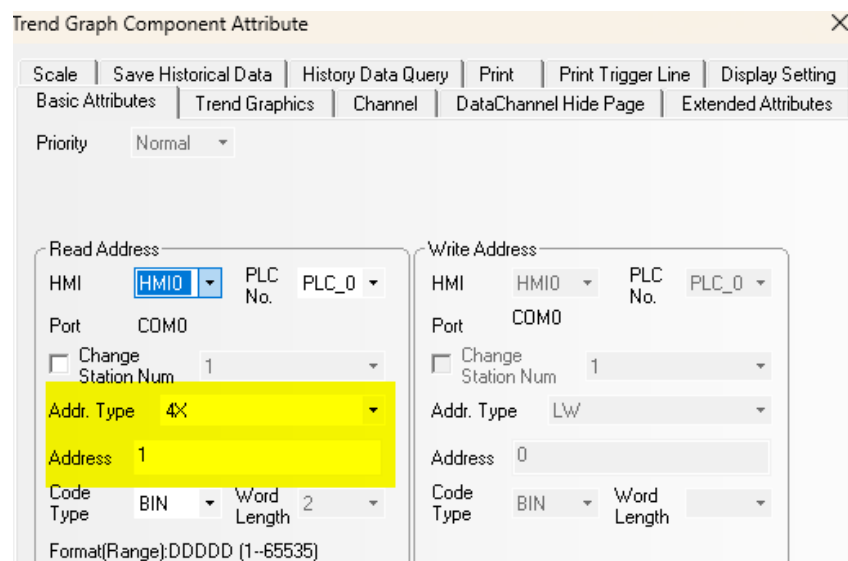 Trend Graph Component Attribute
Scale Save Historical Data History Data Query Print Print Trigger Line Display Setting
Basic Attributes Trend Graphics Channel DataChannel Hide Page Extended Attributes
Priority Normal
Read Address
HMI HMI0 PLC No. PLC_0
Port COM0
Change Station Num 1
Addr. Type 4X
Address 1
Code Type BIN Word Length 2
Format(Range):DDDDD (1--65535)
Write Address
HMI HMI0 PLC No. PLC_0
Port COM0
Change Station Num 1
Addr. Type LW
Address 0
Code Type BIN Word Length